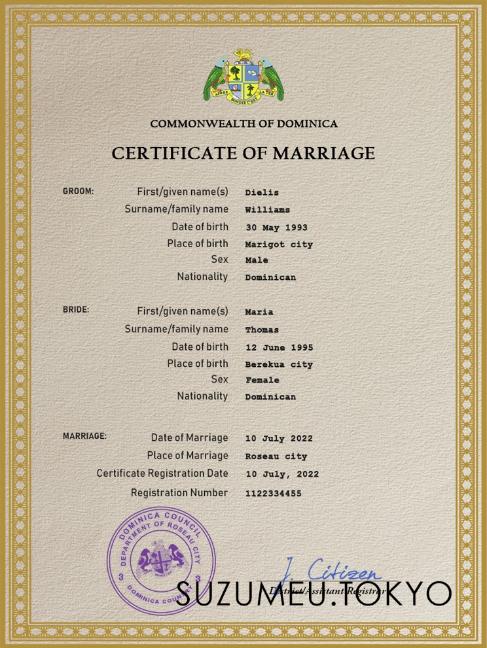 COMMONWEALTH OF DOMINICA
CERTIFICATE OF MARRIAGE
GROOM: First/given name(s) Dielis
Surname/family name Williams
Date of birth 30 May 1993
Place of birth Marigot city
Sex Male
Nationality Dominican
BRIDE: First/given name(s) Maria
Surname/family name Thomas
Date of birth 12 June 1995
Place of birth Berekua city
Sex Female
Nationality Dominican
MARRIAGE: Date of Marriage 10 July 2022
Place of Marriage Roseau city
Certificate Registration Date 10 July, 2022
Registration Number 1122334455
DOMINICA COUNCIL
DEPARTMENT OF ROSEAU CITY
3 3
DOMINICA COUNCIL
J. Citizen
District/Assistant Registrar
SUZUMEU.TOKYO